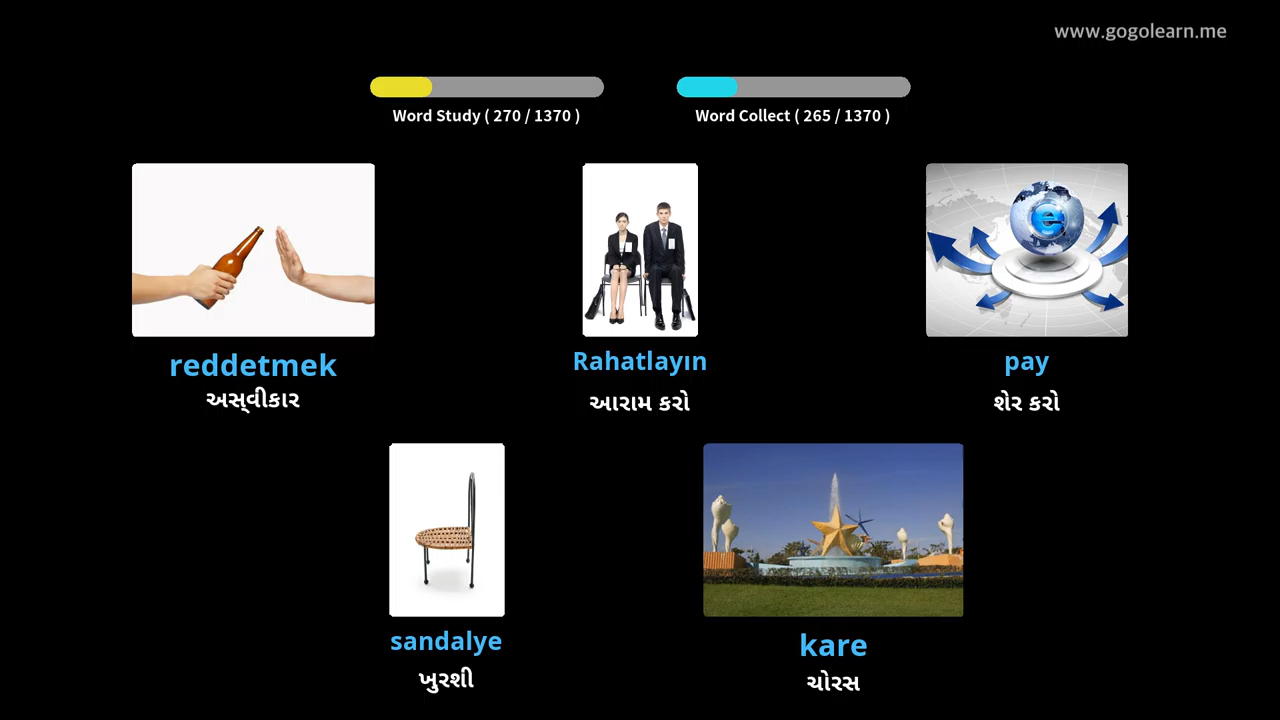 www.gogolearn.me
Word Study ( 270 / 1370 )
Word Collect ( 265 / 1370 )
reddetmek
અસ્વીકાર
Rahatlayın
આરામ કરો
pay
શેર કરો
sandalye
ખુરશી
kare
ચોરસ